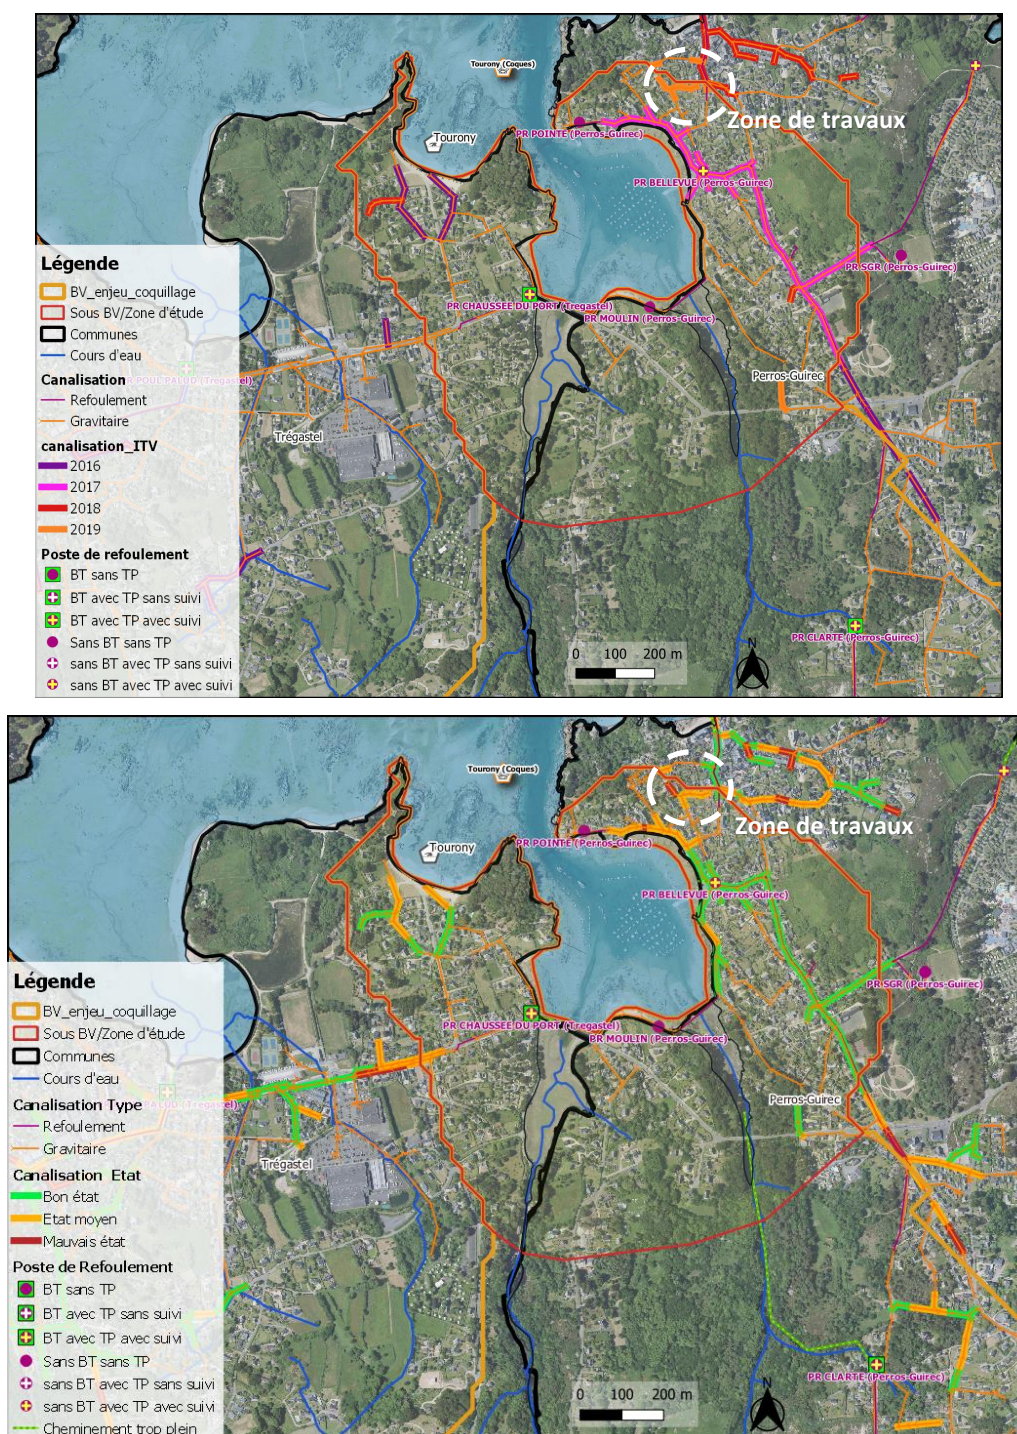 Tourony (Coques)
Zone de travaux
PR POINTE (Perros-Guirec)
Tourony
PR BELLEVUE (Perros-Guirec)
PR SGR (Perros-Guirec)
Légende
BV_enjeu_coquillage
Sous BV/Zone d'étude
Communes
Cours d'eau
Canalisation
Refoulement
Gravitaire
canalisation_ITV
2016
2017
2018
2019
Poste de refoulement
BT sans TP
BT avec TP sans suivi
BT avec TP avec suivi
Sans BT sans TP
sans BT avec TP sans suivi
sans BT avec TP avec suivi
PR CHAUSSEE DU PORT (Tregastel)
PR MOULIN (Perros-Guirec)
PR POUL PALUD (Tregastel)
Perros-Guirec
Trégastel
PR CLARTE (Perros-Guirec)
N
0 100 200 m
Tourony (Coques)
Zone de travaux
PR POINTE (Perros-Guirec)
Tourony
PR BELLEVUE (Perros-Guirec)
PR SGR (Perros-Guirec)
Légende
BV_enjeu_coquillage
Sous BV/Zone d'étude
Communes
Cours d'eau
Canalisation Type
Refoulement
Gravitaire
Canalisation Etat
Bon état
Etat moyen
Mauvais état
Poste de Refoulement
BT sans TP
BT avec TP sans suivi
BT avec TP avec suivi
Sans BT sans TP
sans BT avec TP sans suivi
sans BT avec TP avec suivi
Cheminement trop plein
PR CHAUSSEE DU PORT (Tregastel)
PR MOULIN (Perros-Guirec)
PALUD (Tregastel)
Perros-Guirec
Trégastel
PR CLARTE (Perros-Guirec)
N
0 100 200 m